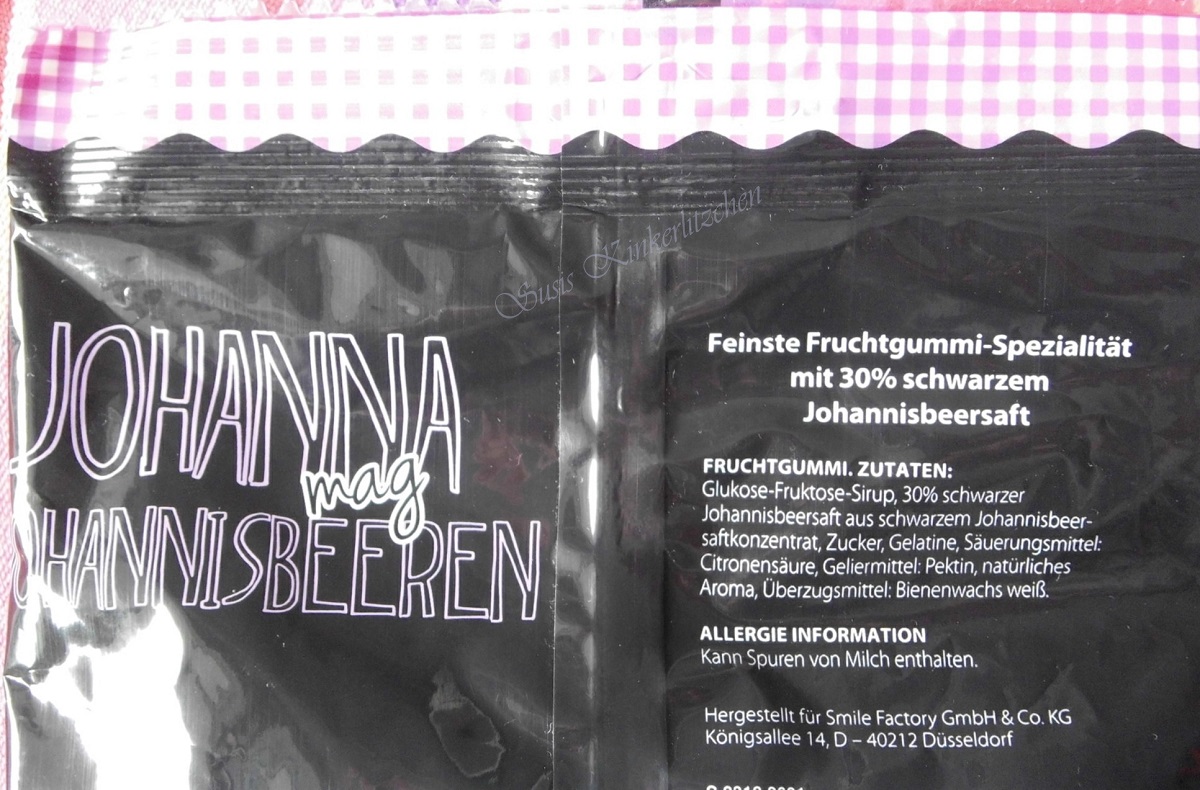 Susis Kinkerlitzchen
JOHANNA
mag
JOHANNISBEEREN
Feinste Fruchtgummi-Spezialität
mit 30% schwarzem
Johannisbeersaft
FRUCHTGUMMI. ZUTATEN:
Glukose-Fruktose-Sirup, 30% schwarzer
Johannisbeersaft aus schwarzem Johannisbeer-
saftkonzentrat, Zucker, Gelatine, Säuerungsmittel:
Citronensäure, Geliermittel: Pektin, natürliches
Aroma, Überzugsmittel: Bienenwachs weiß.
ALLERGIE INFORMATION
Kann Spuren von Milch enthalten.
Hergestellt für Smile Factory GmbH & Co. KG
Königsallee 14, D – 40212 Düsseldorf